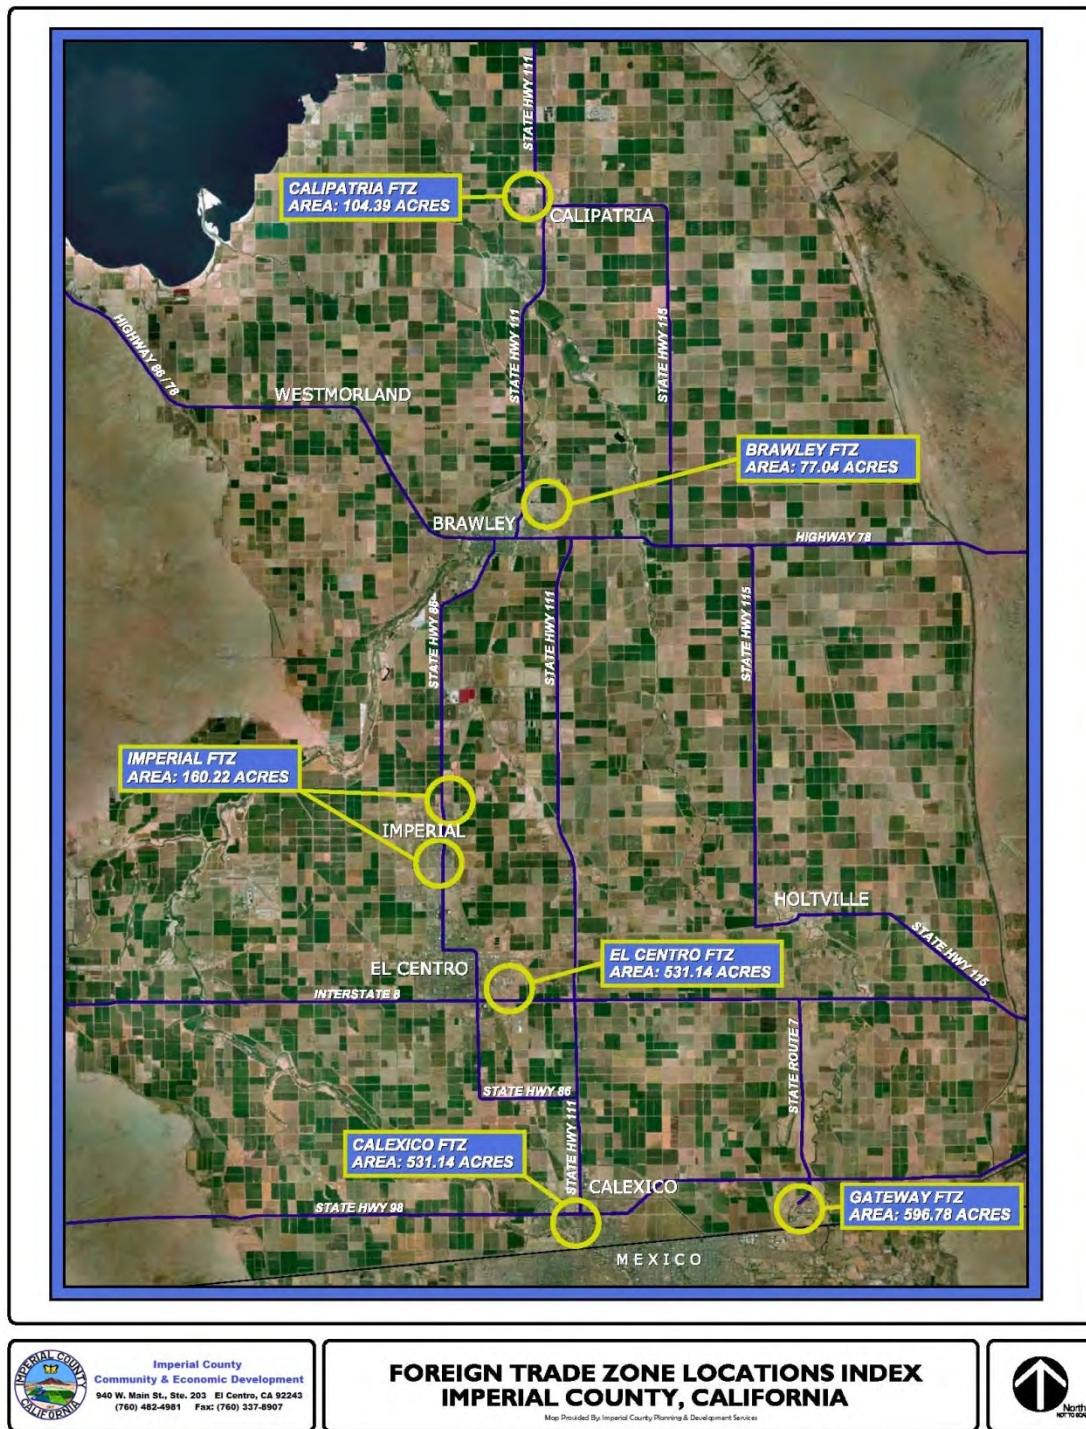 STATE HWY 111
CALIPATRIA FTZ
AREA: 104.39 ACRES
CALIPATRIA
HIGHWAY 86 / 78
STATE HWY 111
STATE HWY 115
WESTMORLAND
BRAWLEY FTZ
AREA: 77.04 ACRES
BRAWLEY
HIGHWAY 78
STATE HWY 86
STATE HWY 111
STATE HWY 115
IMPERIAL FTZ
AREA: 160.22 ACRES
IMPERIAL
HOLTVILLE
STATE HWY 115
EL CENTRO FTZ
AREA: 531.14 ACRES
EL CENTRO
INTERSTATE 8
STATE ROUTE 7
STATE HWY 86
STATE HWY 111
CALEXICO FTZ
AREA: 531.14 ACRES
CALEXICO
GATEWAY FTZ
AREA: 596.78 ACRES
STATE HWY 98
MEXICO
IMPERIAL COUNTY
CALIFORNIA
Imperial County
Community & Economic Development
940 W. Main St., Ste. 203 El Centro, CA 92243
(760) 482-4981 Fax: (760) 337-8907
FOREIGN TRADE ZONE LOCATIONS INDEX
IMPERIAL COUNTY, CALIFORNIA
Map Provided By: Imperial County Planning & Development Services
North
NOT TO